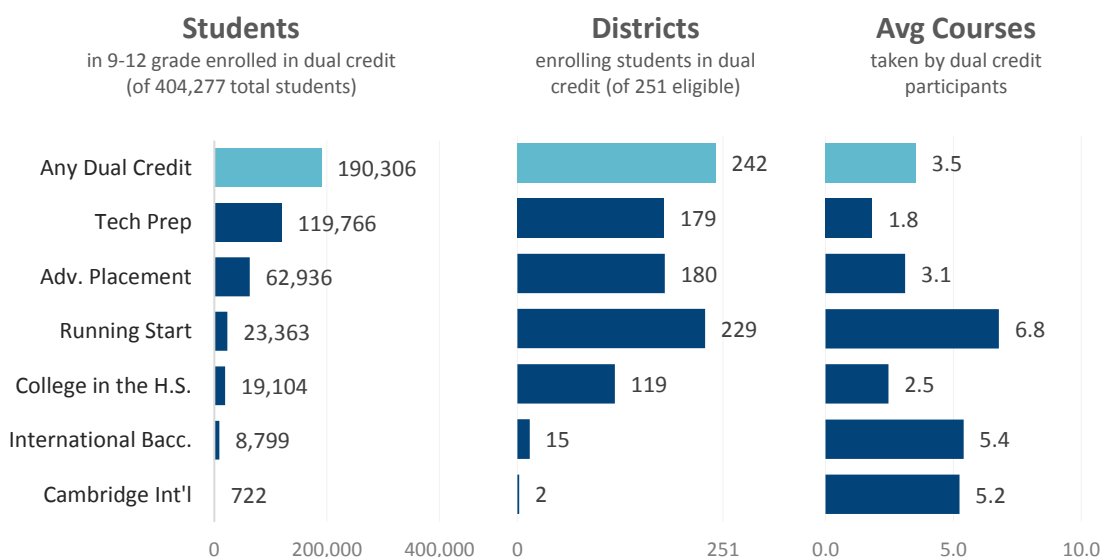 Students
in 9-12 grade enrolled in dual credit
(of 404,277 total students)
Districts
enrolling students in dual
credit (of 251 eligible)
Avg Courses
taken by dual credit
participants
Any Dual Credit 190,306 242 3.5
Tech Prep 119,766 179 1.8
Adv. Placement 62,936 180 3.1
Running Start 23,363 229 6.8
College in the H.S. 19,104 119 2.5
International Bacc. 8,799 15 5.4
Cambridge Int'l 722 2 5.2
0 200,000 400,000 0 251 0.0 5.0 10.0